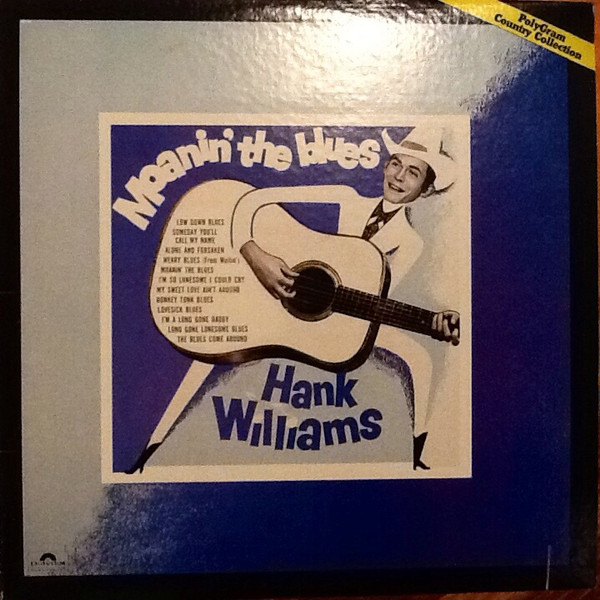 PolyGram
Country Collection
Moanin' the blues
LOW DOWN BLUES
SOMEDAY YOU'LL
CALL MY NAME
ALONE AND FORSAKEN
WEARY BLUES (From Waitin')
MOANIN' THE BLUES
I'M SO LONESOME I COULD CRY
MY SWEET LOVE AIN'T AROUND
HONKEY TONK BLUES
LOVESICK BLUES
I'M A LONG GONE DADDY
LONG GONE LONESOME BLUES
THE BLUES COME AROUND
Hank
Williams